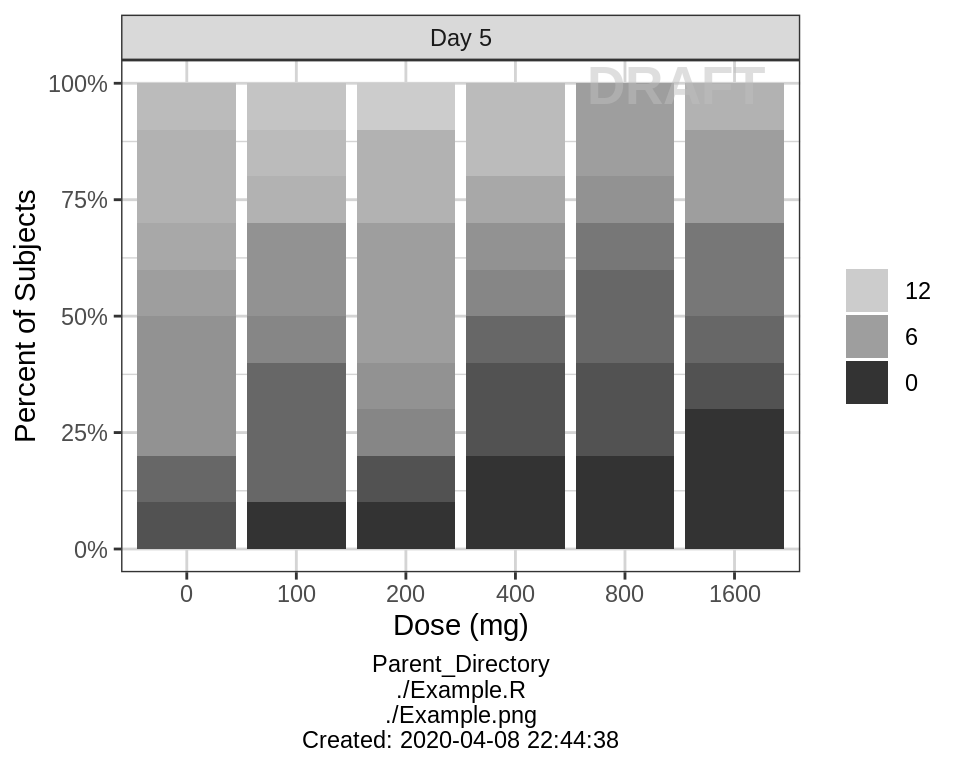 Day 5
DRAFT
100%
75%
50%
25%
0%
Percent of Subjects
12
6
0
0 100 200 400 800 1600
Dose (mg)
Parent_Directory
./Example.R
./Example.png
Created: 2020-04-08 22:44:38